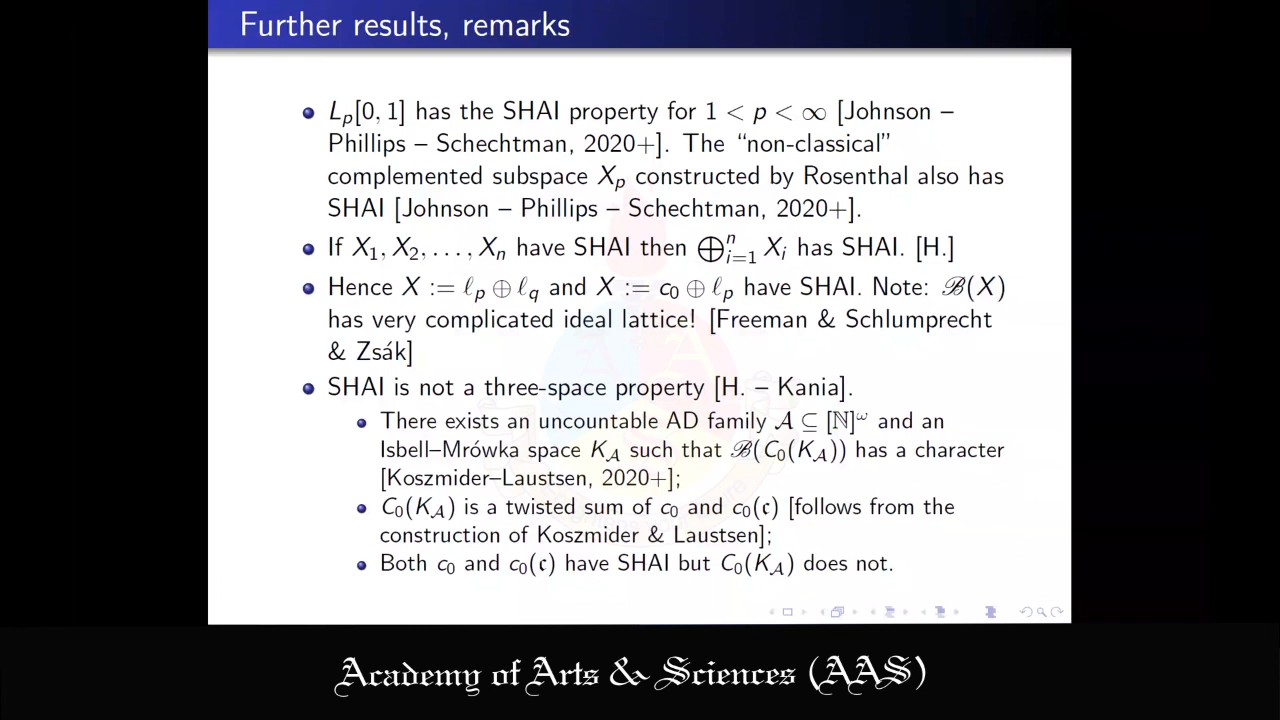 Further results, remarks
L_p[0, 1] has the SHAI property for 1 < p < ∞ [Johnson –
Phillips – Schechtman, 2020+]. The “non-classical”
complemented subspace X_p constructed by Rosenthal also has
SHAI [Johnson – Phillips – Schechtman, 2020+].
If X_1, X_2, . . . , X_n have SHAI then ⨁_{i=1}^n X_i has SHAI. [H.]
Hence X := ℓ_p ⊕ ℓ_q and X := c_0 ⊕ ℓ_p have SHAI. Note: ℬ(X)
has very complicated ideal lattice! [Freeman & Schlumprecht
& Zsák]
SHAI is not a three-space property [H. – Kania].
There exists an uncountable AD family 𝒜 ⊆ [ℕ]^ω and an
Isbell–Mrówka space K_𝒜 such that ℬ(C_0(K_𝒜)) has a character
[Koszmider–Laustsen, 2020+];
C_0(K_𝒜) is a twisted sum of c_0 and c_0(𝔠) [follows from the
construction of Koszmider & Laustsen];
Both c_0 and c_0(𝔠) have SHAI but C_0(K_𝒜) does not.
Academy of Arts & Sciences (AAS)